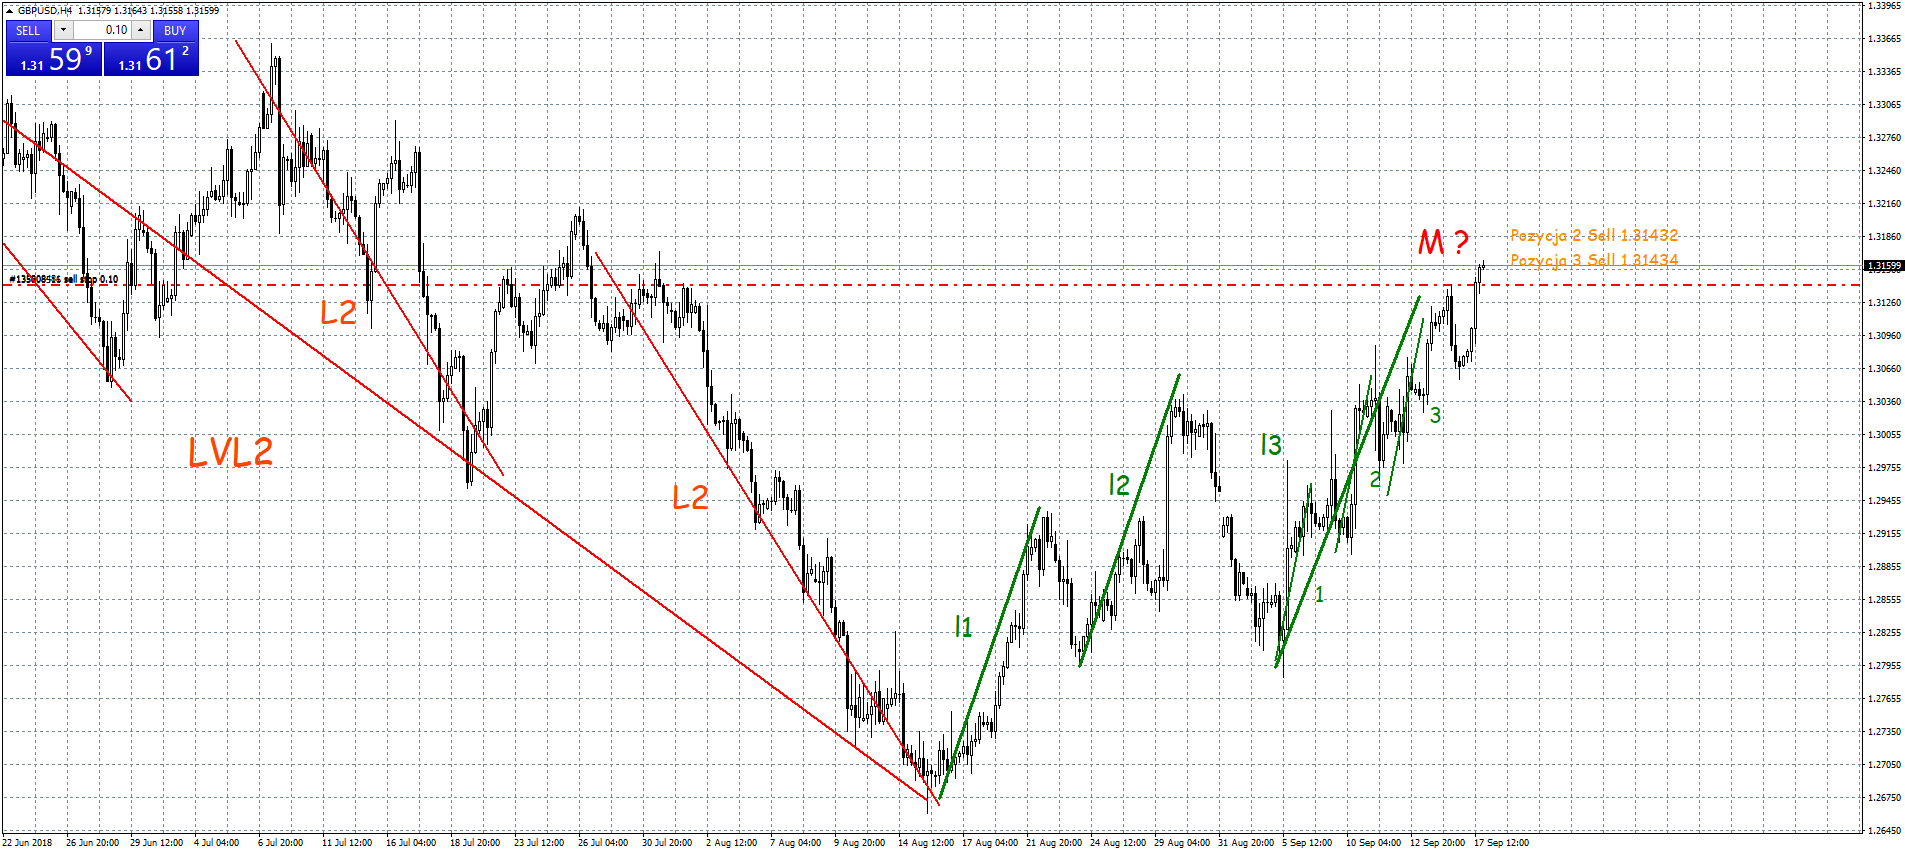 GBPUSD,H4 1.31579 1.31643 1.31558 1.31599
SELL 0.10 BUY
1.31 59 9 1.31 61 2
sell stop 0.10
LVL2
L2
L2
l1
l2
l3
1
2
3
M ?
Pozycja 2 Sell 1.31432
Pozycja 3 Sell 1.31434
1.33965
1.33665
1.33365
1.33065
1.32760
1.32460
1.32160
1.31860
1.31599
1.31260
1.30960
1.30660
1.30360
1.30055
1.29755
1.29455
1.29155
1.28855
1.28555
1.28255
1.27955
1.27655
1.27350
1.27050
1.26750
1.26450
22 Jun 2018 26 Jun 20:00 29 Jun 12:00 4 Jul 04:00 6 Jul 20:00 11 Jul 12:00 16 Jul 04:00 18 Jul 20:00 23 Jul 12:00 26 Jul 04:00 30 Jul 20:00 2 Aug 12:00 7 Aug 04:00 9 Aug 20:00 14 Aug 12:00 17 Aug 04:00 21 Aug 20:00 24 Aug 12:00 29 Aug 04:00 31 Aug 20:00 5 Sep 12:00 10 Sep 04:00 12 Sep 20:00 17 Sep 12:00